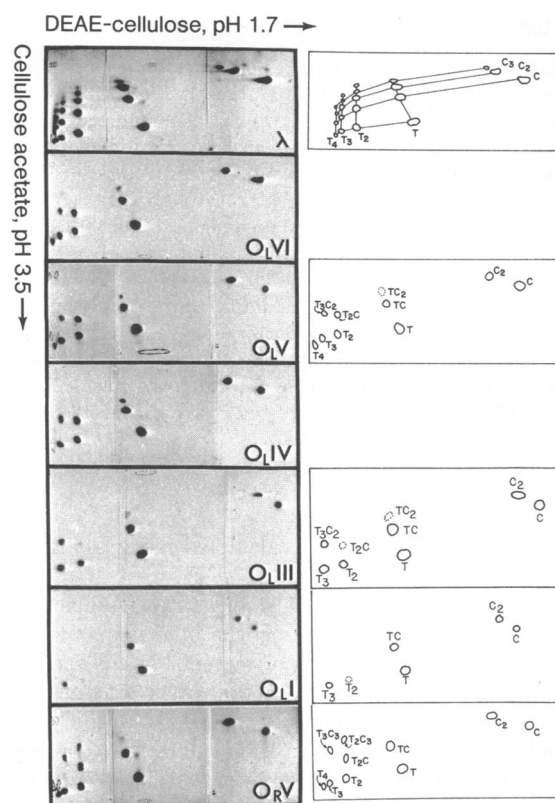 DEAE-cellulose, pH 1.7 →
Cellulose acetate, pH 3.5 →
λ
C₃ C₂
C
T₄ T₃ T₂ T
OLVI
OLV
C₂ C
TC₂
T₃C₂ TC
T₂C
T₂ T
T₄ T₃
OLIV
OLIII
C₂
C
TC₂
T₃C₂ TC
T₂C
T₃ T₂ T
OLI
C₂
C
TC
T₃ T₂ T
ORV
C₂ C
T₃C₃ T₂C₃
TC
T₂C
T₄ T₂ T
T₃